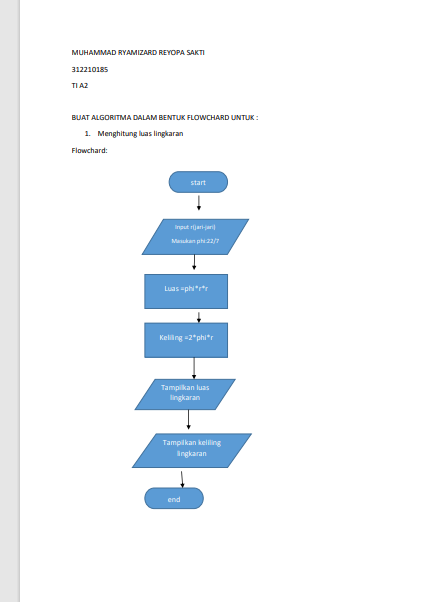 MUHAMMAD RYAMIZARD REYOPA SAKTI
312210185
TI A2
BUAT ALGORITMA DALAM BENTUK FLOWCHARD UNTUK :
1. Menghitung luas lingkaran
Flowchard:
start
Input r(jari-jari)
Masukan phi:22/7
Luas =phi*r*r
Keliling =2*phi*r
Tampilkan luas
lingkaran
Tampilkan keliling
lingkaran
end